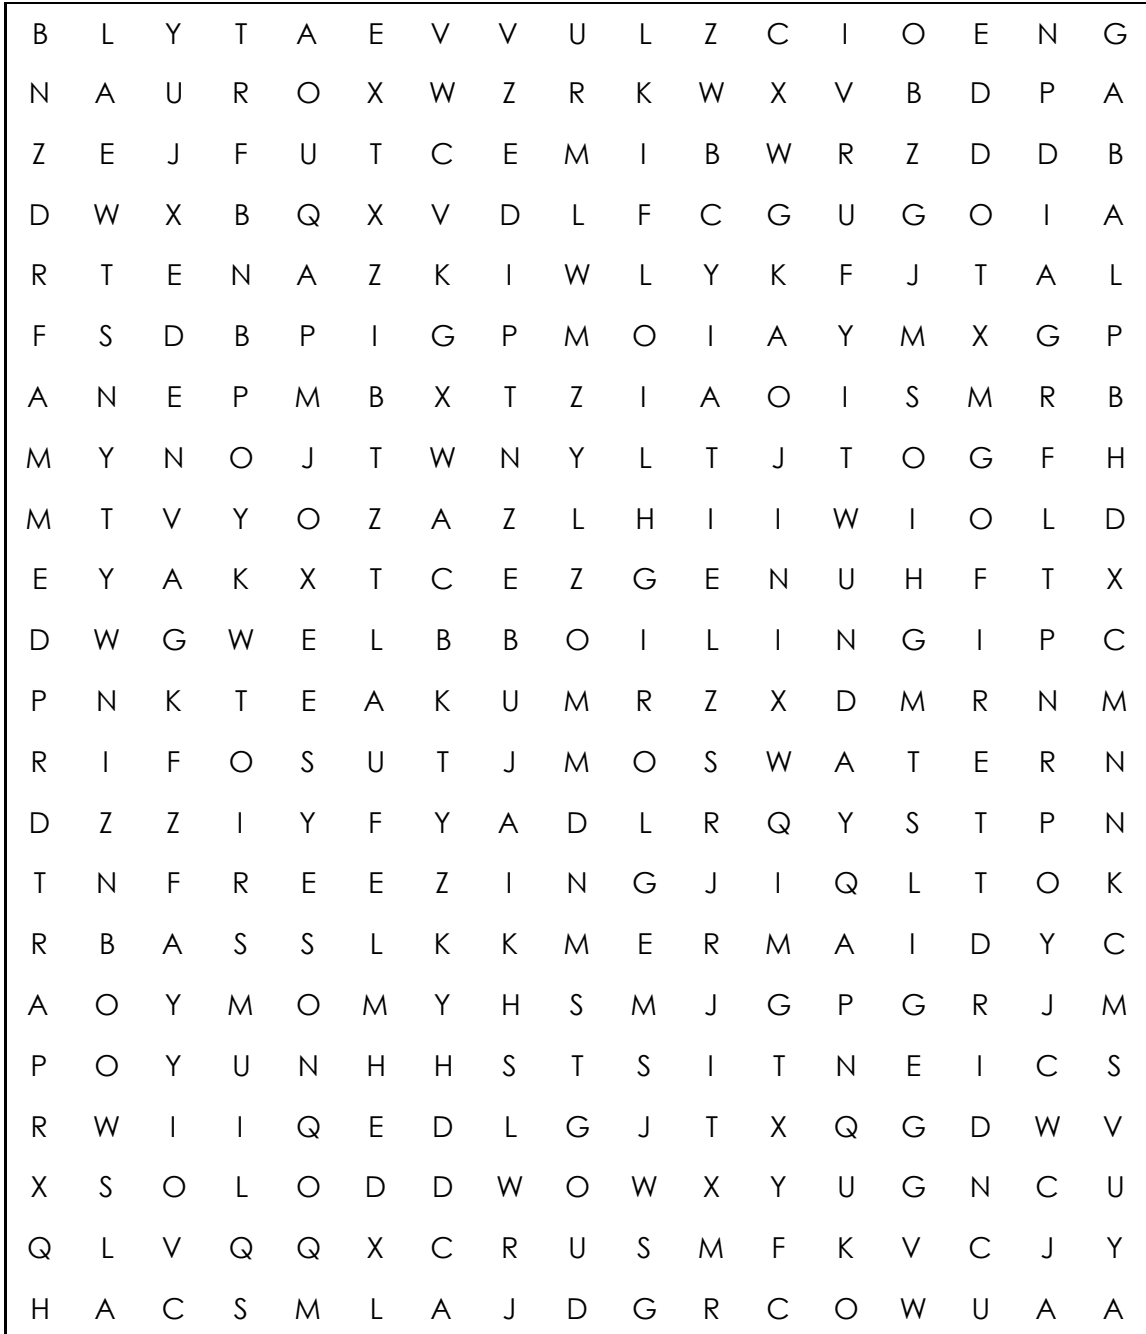 B L Y T A E V V U L Z C I O E N G
N A U R O X W Z R K W X V B D P A
Z E J F U T C E M I B W R Z D D B
D W X B Q X V D L F C G U G O I A
R T E N A Z K I W L Y K F J T A L
F S D B P I G P M O I A Y M X G P
A N E P M B X T Z I A O I S M R B
M Y N O J T W N Y L T J T O G F H
M T V Y O Z A Z L H I I W I O L D
E Y A K X T C E Z G E N U H F T X
D W G W E L B B O I L I N G I P C
P N K T E A K U M R Z X D M R N M
R I F O S U T J M O S W A T E R N
D Z Z I Y F Y A D L R Q Y S T P N
T N F R E E Z I N G J I Q L T O K
R B A S S L K K M E R M A I D Y C
A O Y M O M Y H S M J G P G R J M
P O Y U N H H S T S I T N E I C S
R W I I Q E D L G J T X Q G D W V
X S O L O D D W O W X Y U G N C U
Q L V Q Q X C R U S M F K V C J Y
H A C S M L A J D G R C O W U A A